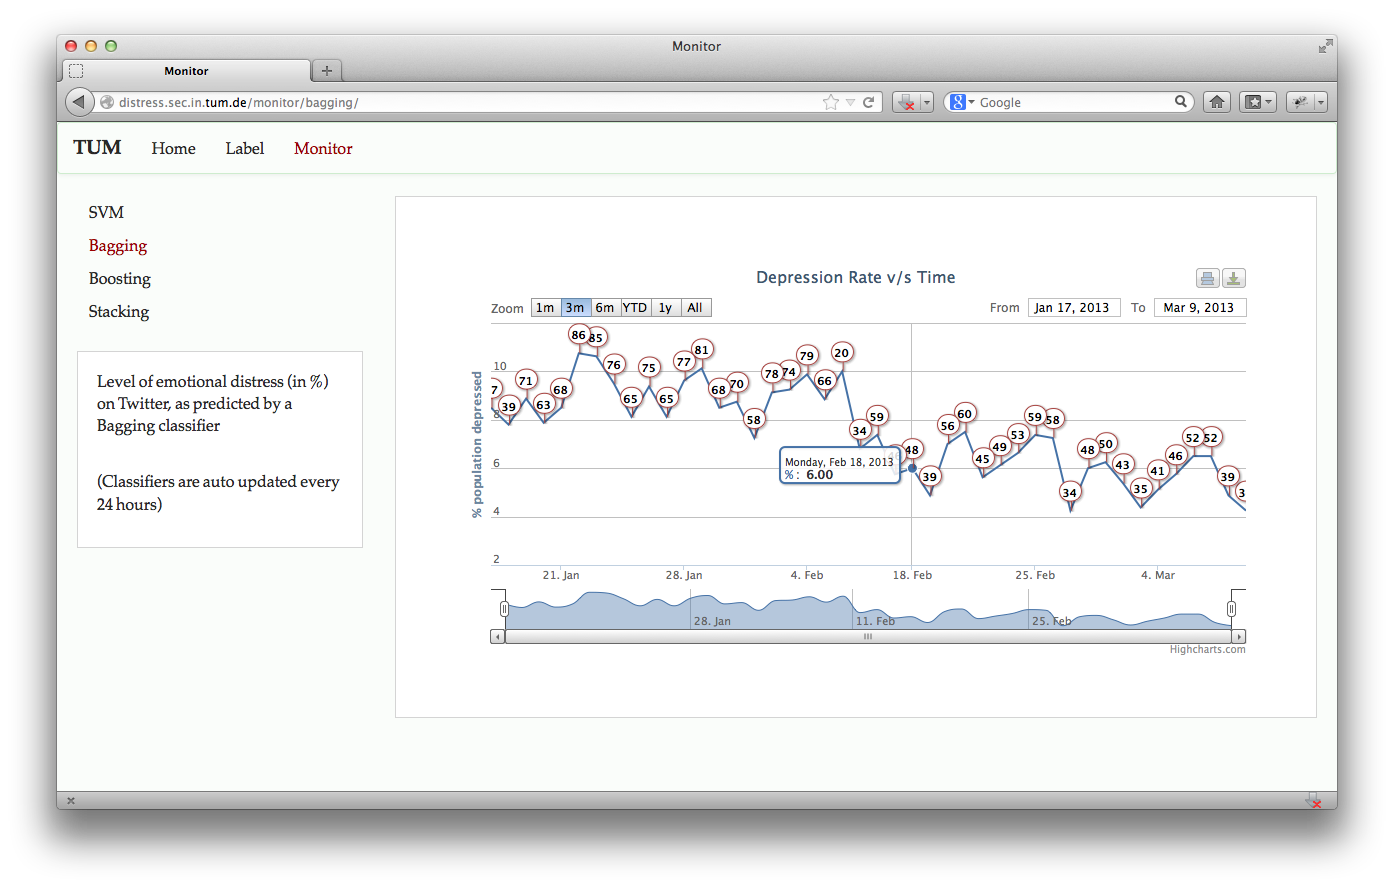 Monitor
Monitor
distress.sec.in.tum.de/monitor/bagging/
Google
TUM Home Label Monitor
SVM
Bagging
Boosting
Stacking
Level of emotional distress (in %)
on Twitter, as predicted by a
Bagging classifier
(Classifiers are auto updated every
24 hours)
Depression Rate v/s Time
Zoom 1m 3m 6m YTD 1y All
From Jan 17, 2013 To Mar 9, 2013
% population depressed
10
8
6
4
2
7 39 71 63 68 86 85 76 65 75 65 77 81 68 70 58 78 74 79 66 20 34 59 48 39 56 60 45 49 53 59 58 34 48 50 43 35 41 46 52 52 39
Monday, Feb 18, 2013
%: 6.00
21. Jan 28. Jan 4. Feb 18. Feb 25. Feb 4. Mar
28. Jan 11. Feb 25. Feb
Highcharts.com